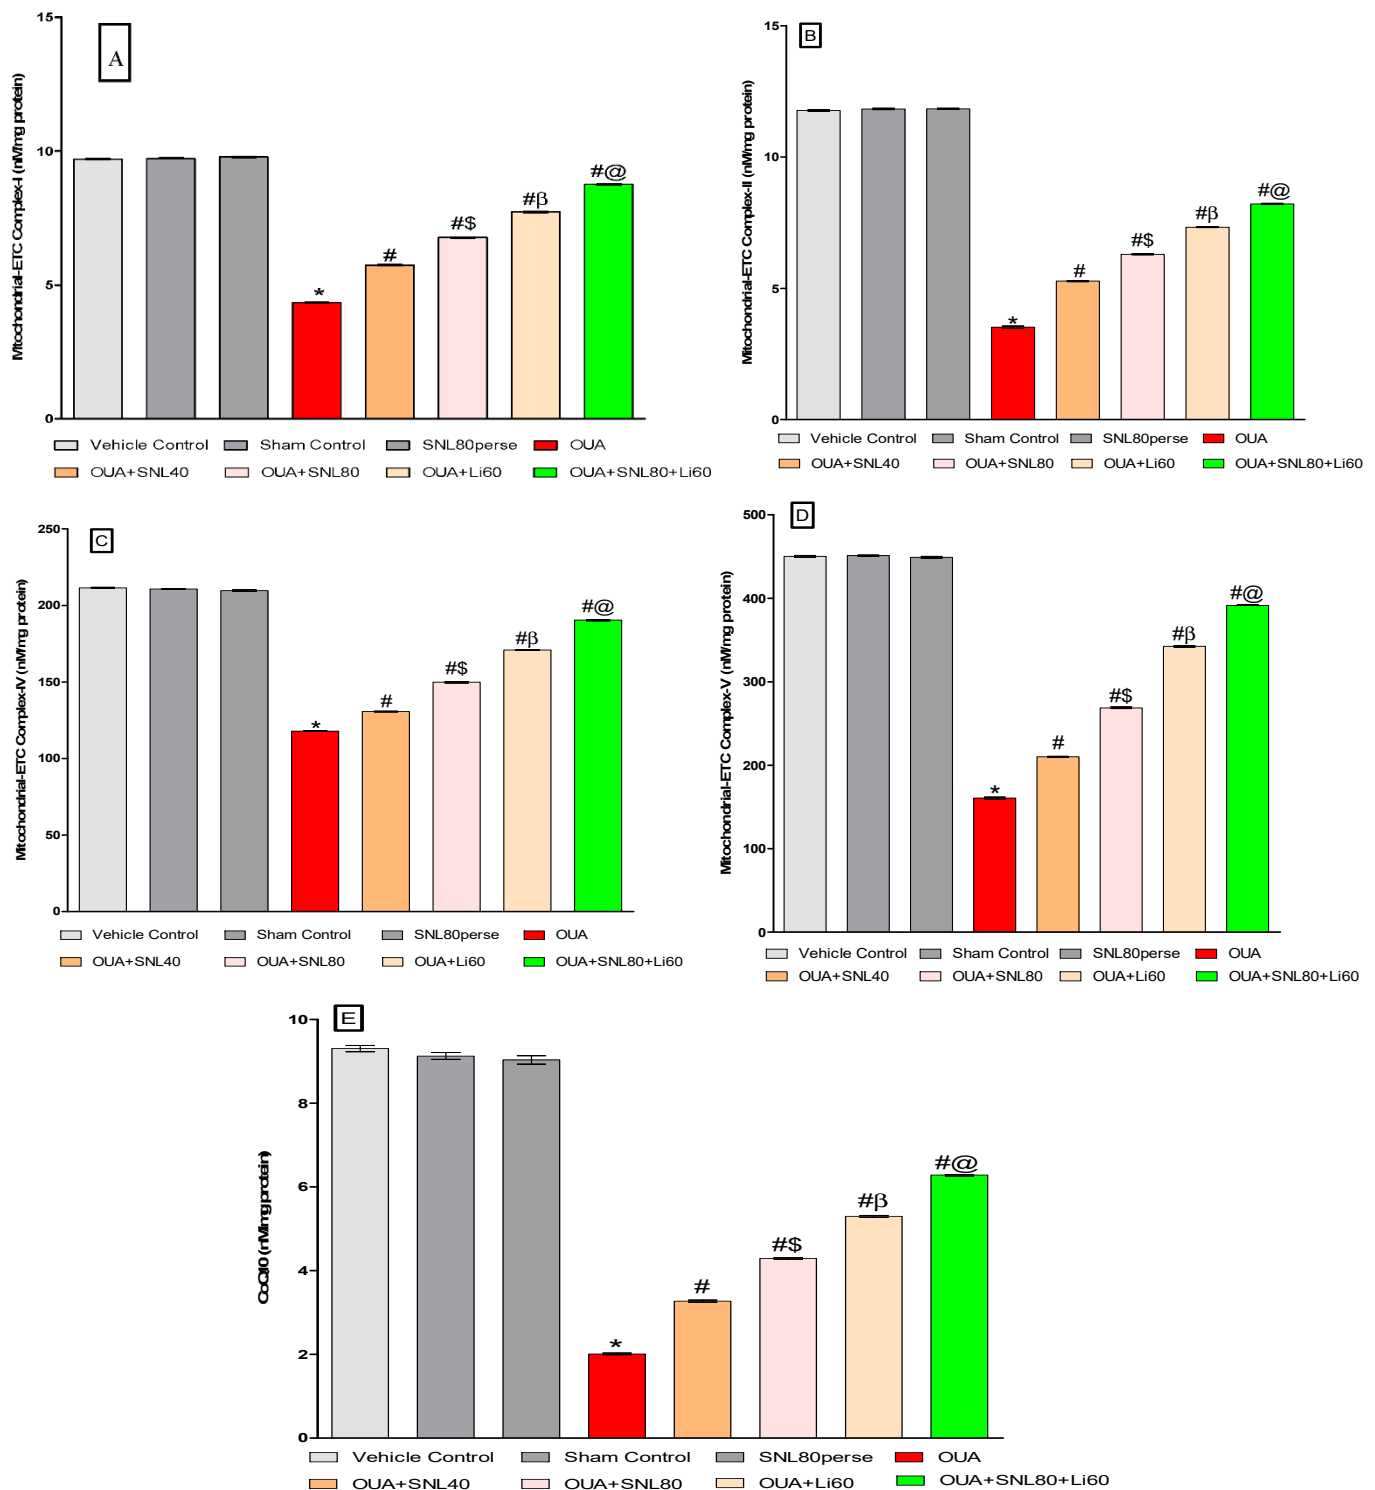 A
Mitochondrial-ETC Complex-I (nM/mg protein)
15
10
5
0
*
#
#$
#β
#@
Vehicle Control Sham Control SNL80perse OUA
OUA+SNL40 OUA+SNL80 OUA+Li60 OUA+SNL80+Li60
B
Mitochondrial-ETC Complex-II (nM/mg protein)
15
10
5
0
*
#
#$
#β
#@
Vehicle Control Sham Control SNL80perse OUA
OUA+SNL40 OUA+SNL80 OUA+Li60 OUA+SNL80+Li60
C
Mitochondrial-ETC Complex-IV (nM/mg protein)
250
200
150
100
50
0
*
#
#$
#β
#@
Vehicle Control Sham Control SNL80perse OUA
OUA+SNL40 OUA+SNL80 OUA+Li60 OUA+SNL80+Li60
D
Mitochondrial-ETC Complex-V (nM/mg protein)
500
400
300
200
100
0
*
#
#$
#β
#@
Vehicle Control Sham Control SNL80perse OUA
OUA+SNL40 OUA+SNL80 OUA+Li60 OUA+SNL80+Li60
E
CoQ10 (nM/mg protein)
10
8
6
4
2
0
*
#
#$
#β
#@
Vehicle Control Sham Control SNL80perse OUA
OUA+SNL40 OUA+SNL80 OUA+Li60 OUA+SNL80+Li60